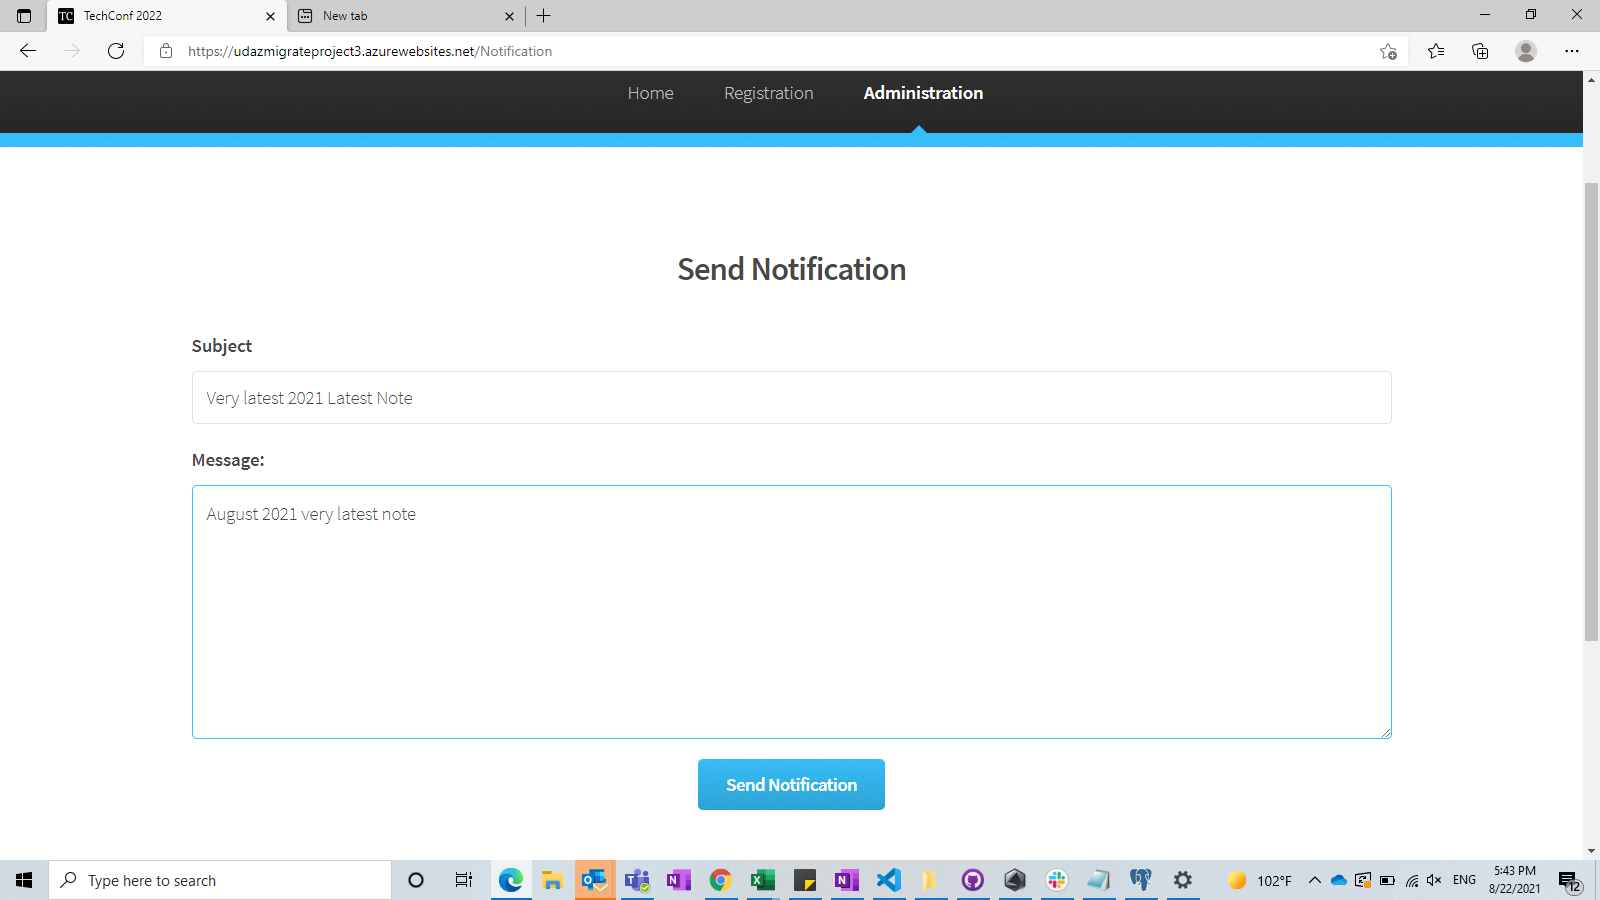 TC TechConf 2022
New tab
https://udazmigrateproject3.azurewebsites.net/Notification
Home Registration Administration
Send Notification
Subject
Very latest 2021 Latest Note
Message:
August 2021 very latest note
Send Notification
Type here to search
102°F
ENG
5:43 PM
8/22/2021
12